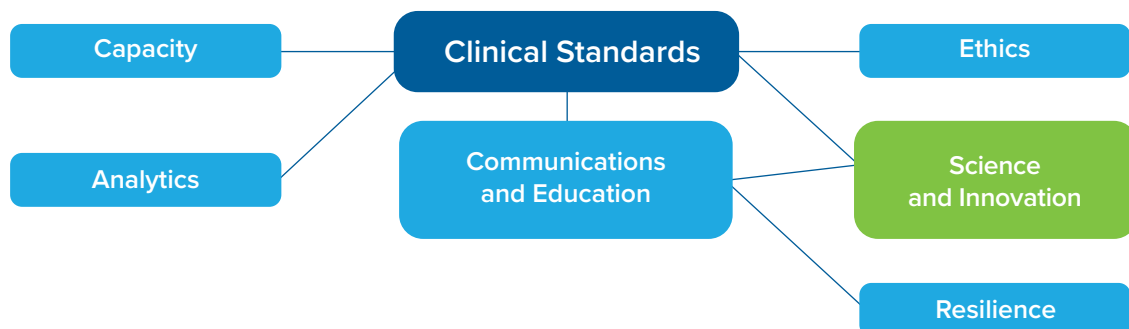 Capacity
Clinical Standards
Ethics
Analytics
Communications
and Education
Science
and Innovation
Resilience